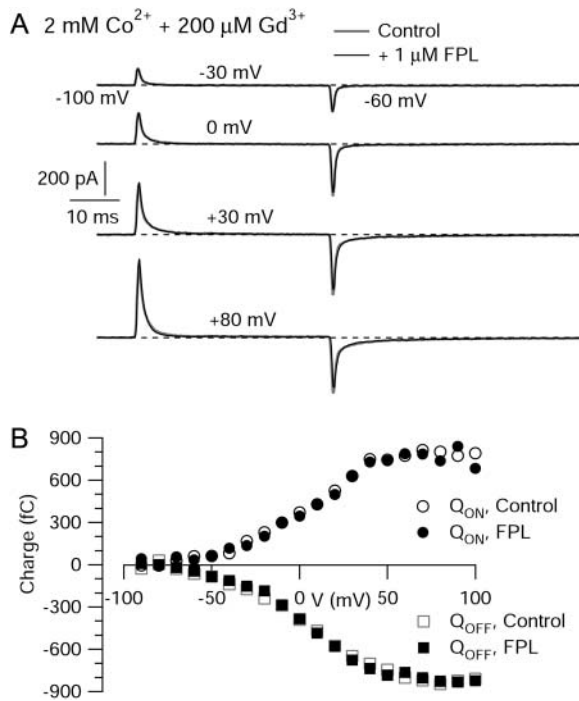 A 2 mM Co²⁺ + 200 μM Gd³⁺
Control
+ 1 μM FPL
-30 mV
-100 mV
-60 mV
0 mV
200 pA
10 ms
+30 mV
+80 mV
B
900
600
300
0
-300
-600
-900
Charge (fC)
-100
-50
0
50
100
V (mV)
Q_ON, Control
Q_ON, FPL
Q_OFF, Control
Q_OFF, FPL